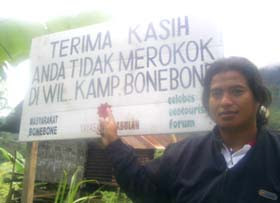 TERIMA KASIH
ANDA TIDAK MEROKOK
DI WIL. KAMP. BONEBONE
MASYARAKAT
BONEBONE
celebes
ecotourism
forum